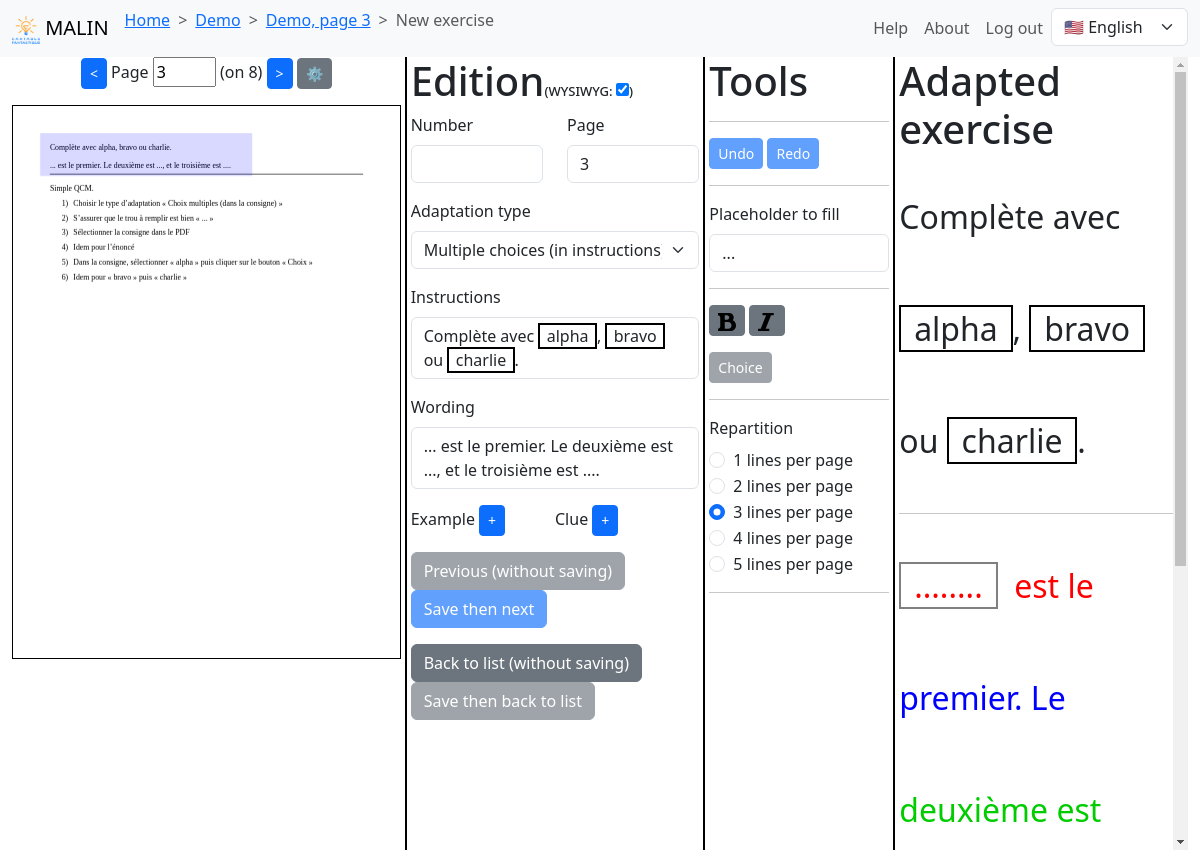 MALIN Home > Demo > Demo, page 3 > New exercise Help About Log out 🇺🇸 English
< Page 3 (on 8) > ⚙️
Complète avec alpha, bravo ou charlie.
... est le premier. Le deuxième est ..., et le troisième est ....
Simple QCM.
1) Choisir le type d'adaptation « Choix multiples (dans la consigne) »
2) S'assurer que le trou à remplir est bien « ... »
3) Sélectionner la consigne dans le PDF
4) Idem pour l'énoncé
5) Dans la consigne, sélectionner « alpha » puis cliquer sur le bouton « Choix »
6) Idem pour « bravo » puis « charlie »
Edition (WYSIWYG: )
Number Page
3
Adaptation type
Multiple choices (in instructions
Instructions
Complète avec alpha, bravo
ou charlie.
Wording
... est le premier. Le deuxième est
..., et le troisième est ....
Example + Clue +
Previous (without saving)
Save then next
Back to list (without saving)
Save then back to list
Tools
Undo Redo
Placeholder to fill
...
B I
Choice
Repartition
1 lines per page
2 lines per page
3 lines per page
4 lines per page
5 lines per page
Adapted
exercise
Complète avec
alpha, bravo
ou charlie.
........ est le
premier. Le
deuxième est